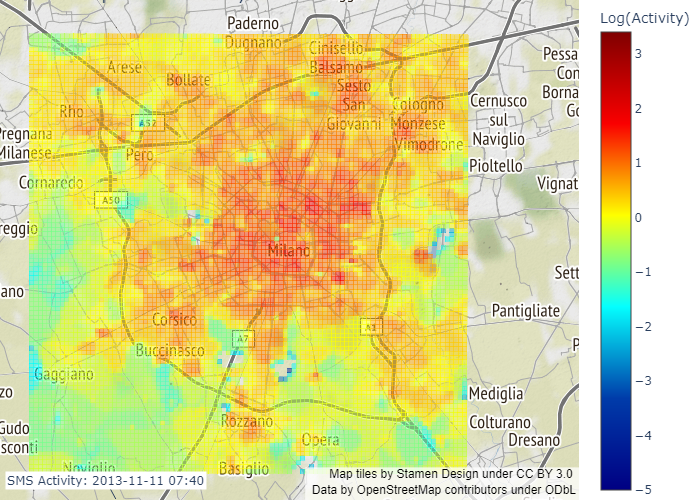 Paderno
Dugnano
Cinisello
Balsamo
Arese
Bollate
Sesto
San
Giovanni
Cologno
Monzese
Vimodrone
Rho
A52
Pero
Pregnana
Milanese
Cornaredo
A50
reggio
Milano
ano
Corsico
Buccinasco
A7
A1
Gaggiano
zo
Gudo
sconti
Rozzano
Opera
Noviglio
Basiglio
Pessa
Con
Borna
Go
Cernusco
sul
Naviglio
Pioltello
Vignat
Sett
Pantigliate
P
Mediglia
Colturano
Dresano
SMS Activity: 2013-11-11 07:40
Map tiles by Stamen Design under CC BY 3.0
Data by OpenStreetMap contributors under ODbL
Log(Activity)
3
2
1
0
−1
−2
−3
−4
−5